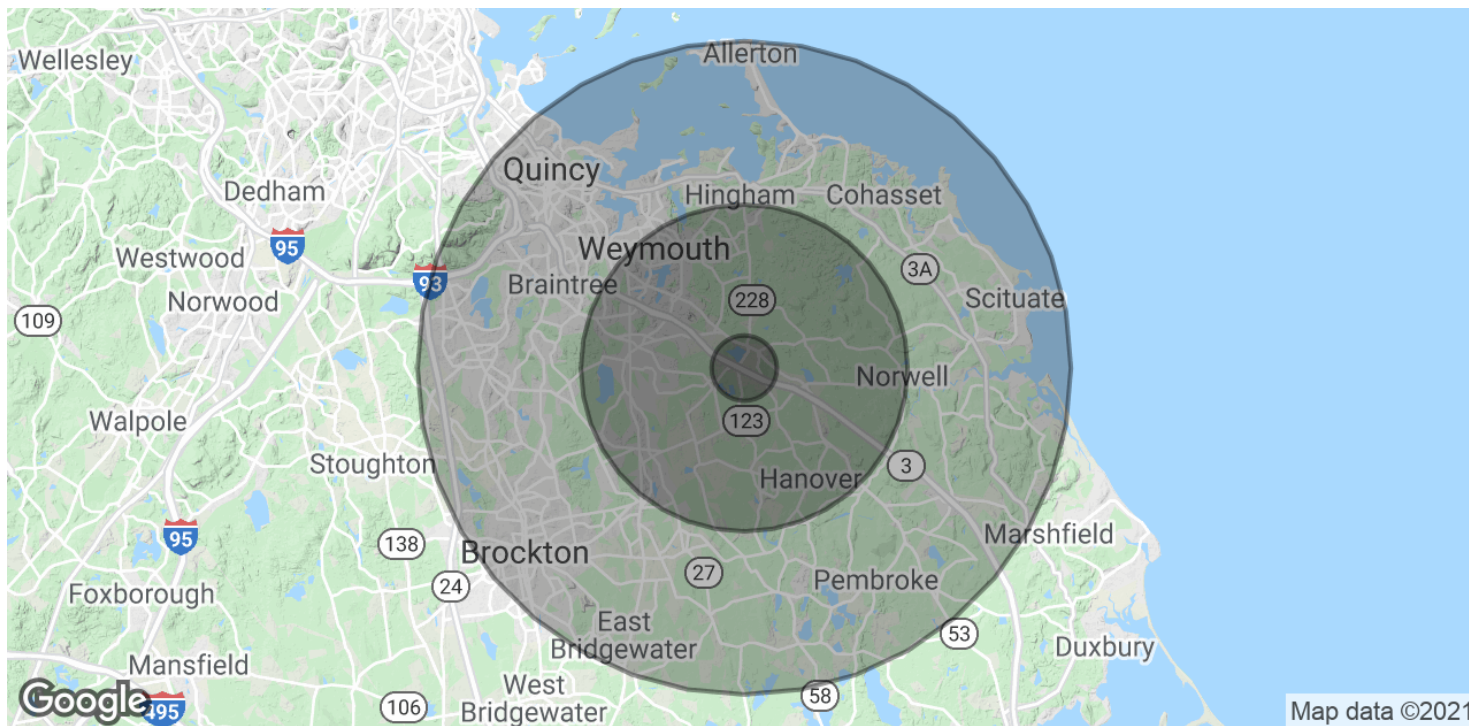 Allerton
Wellesley
Quincy
Dedham
Hingham
Cohasset
95
Westwood
Weymouth
3A
93
Braintree
Norwood
228
Scituate
109
Norwell
Walpole
123
Stoughton
3
Hanover
95
Marshfield
138
Brockton
27
Pembroke
24
Foxborough
East
Bridgewater
53
Duxbury
Mansfield
West
Bridgewater
58
106
Google
495
Map data ©2021